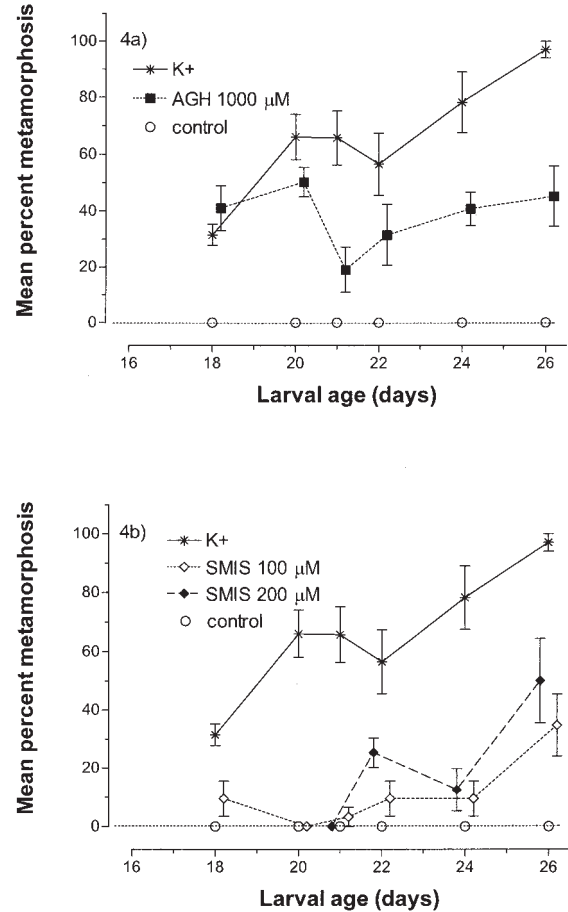 4a)
K+
AGH 1000 μM
control
Mean percent metamorphosis
100
80
60
40
20
0
16 18 20 22 24 26
Larval age (days)
4b)
K+
SMIS 100 μM
SMIS 200 μM
control
Mean percent metamorphosis
100
80
60
40
20
0
16 18 20 22 24 26
Larval age (days)